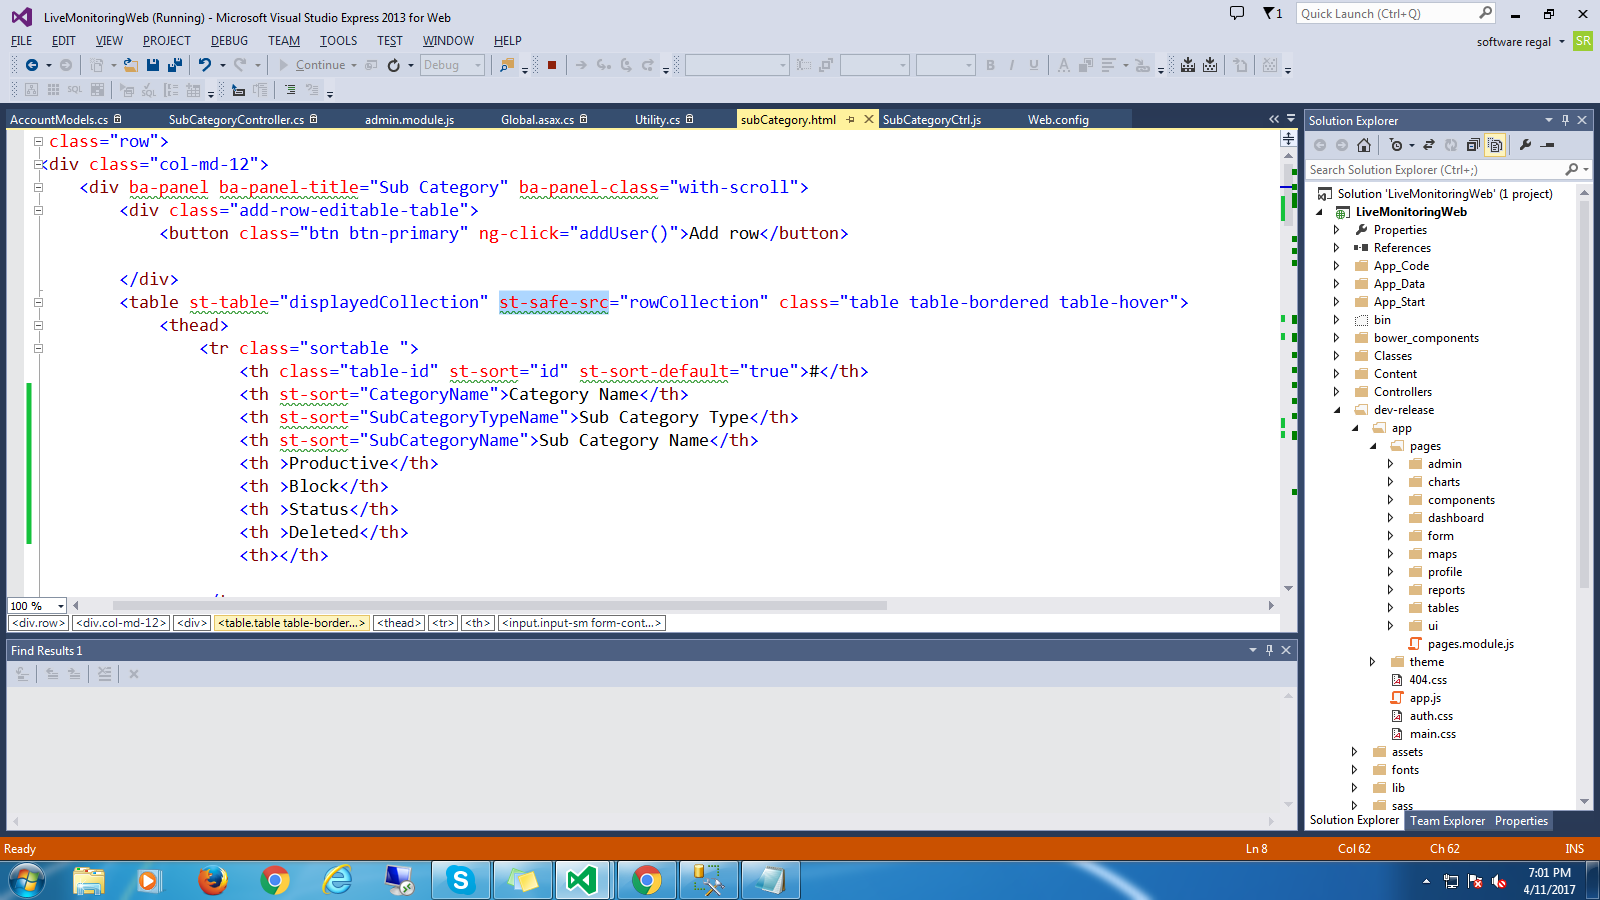 LiveMonitoringWeb (Running) - Microsoft Visual Studio Express 2013 for Web
1
Quick Launch (Ctrl+Q)
FILE EDIT VIEW PROJECT DEBUG TEAM TOOLS TEST WINDOW HELP
software regal
SR
Continue
Debug
B I U A
SQL SQL
AccountModels.cs SubCategoryController.cs admin.module.js Global.asax.cs Utility.cs subCategory.html SubCategoryCtrl.js Web.config
class="row">
<div class="col-md-12">
<div ba-panel ba-panel-title="Sub Category" ba-panel-class="with-scroll">
<div class="add-row-editable-table">
<button class="btn btn-primary" ng-click="addUser()">Add row</button>
</div>
<table st-table="displayedCollection" st-safe-src="rowCollection" class="table table-bordered table-hover">
<thead>
<tr class="sortable ">
<th class="table-id" st-sort="id" st-sort-default="true">#</th>
<th st-sort="CategoryName">Category Name</th>
<th st-sort="SubCategoryTypeName">Sub Category Type</th>
<th st-sort="SubCategoryName">Sub Category Name</th>
<th >Productive</th>
<th >Block</th>
<th >Status</th>
<th >Deleted</th>
<th></th>
100 %
<div.row> <div.col-md-12> <div> <table.table table-border...> <thead> <tr> <th> <input.input-sm form-cont...>
Find Results 1
Solution Explorer
Search Solution Explorer (Ctrl+;)
Solution 'LiveMonitoringWeb' (1 project)
LiveMonitoringWeb
Properties
References
App_Code
App_Data
App_Start
bin
bower_components
Classes
Content
Controllers
dev-release
app
pages
admin
charts
components
dashboard
form
maps
profile
reports
tables
ui
pages.module.js
theme
404.css
app.js
auth.css
main.css
assets
fonts
lib
sass
Solution Explorer Team Explorer Properties
Ready
Ln 8 Col 62 Ch 62 INS
7:01 PM
4/11/2017